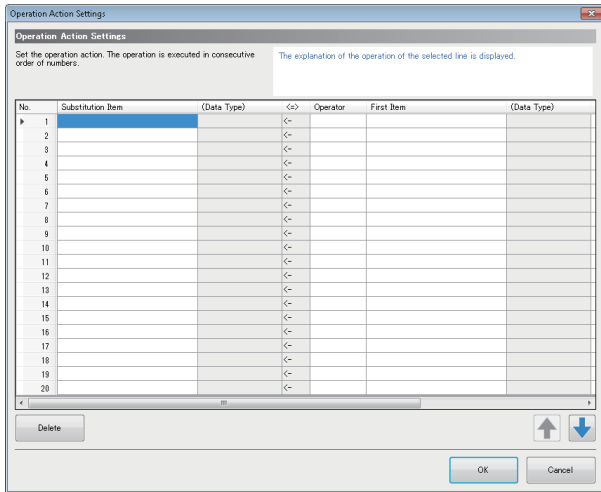 Operation Action Settings
Operation Action Settings
Set the operation action. The operation is executed in consecutive
order of numbers.
The explanation of the operation of the selected line is displayed.
No. Substitution Item (Data Type) <=> Operator First Item (Data Type)
1 <-
2 <-
3 <-
4 <-
5 <-
6 <-
7 <-
8 <-
9 <-
10 <-
11 <-
12 <-
13 <-
14 <-
15 <-
16 <-
17 <-
18 <-
19 <-
20 <-
Delete
OK Cancel